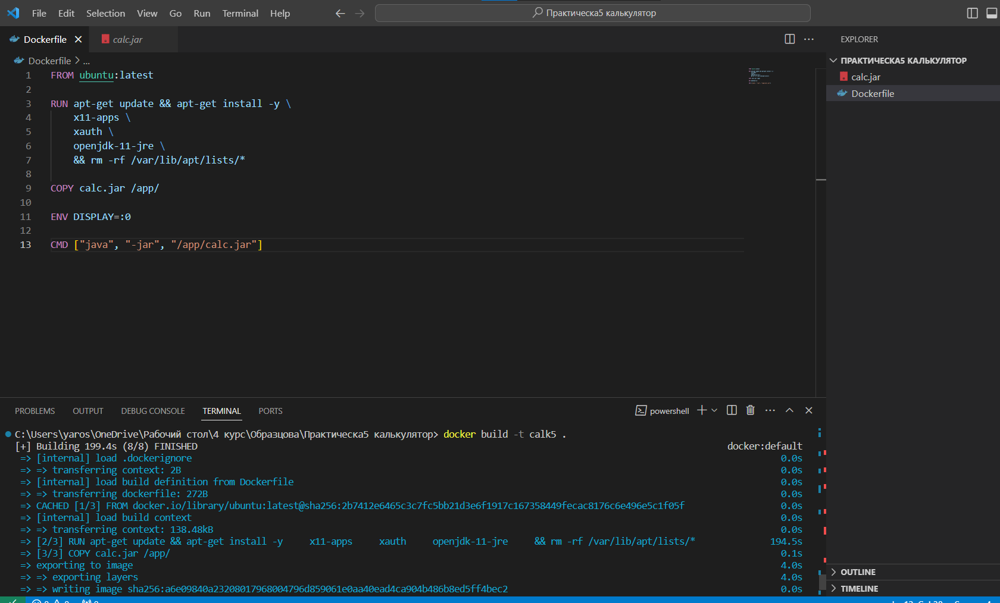 File Edit Selection View Go Run Terminal Help
Практическа5 калькулятор
Dockerfile
calc.jar
EXPLORER
Dockerfile > ...
ПРАКТИЧЕСКА5 КАЛЬКУЛЯТОР
calc.jar
Dockerfile
1 FROM ubuntu:latest
2
3 RUN apt-get update && apt-get install -y \
4 x11-apps \
5 xauth \
6 openjdk-11-jre \
7 && rm -rf /var/lib/apt/lists/*
8
9 COPY calc.jar /app/
10
11 ENV DISPLAY=:0
12
13 CMD ["java", "-jar", "/app/calc.jar"]
PROBLEMS OUTPUT DEBUG CONSOLE TERMINAL PORTS
powershell
C:\Users\yaros\OneDrive\Рабочий стол\4 курс\Образцова\Практическа5 калькулятор> docker build -t calk5 .
[+] Building 199.4s (8/8) FINISHED docker:default
=> [internal] load .dockerignore 0.0s
=> => transferring context: 2B 0.0s
=> [internal] load build definition from Dockerfile 0.0s
=> => transferring dockerfile: 272B 0.0s
=> CACHED [1/3] FROM docker.io/library/ubuntu:latest@sha256:2b7412e6465c3c7fc5bb21d3e6f1917c167358449fecac8176c6e496e5c1f05f 0.0s
=> [internal] load build context 0.0s
=> => transferring context: 138.48kB 0.0s
=> [2/3] RUN apt-get update && apt-get install -y x11-apps xauth openjdk-11-jre && rm -rf /var/lib/apt/lists/* 194.5s
=> [3/3] COPY calc.jar /app/ 0.1s
=> exporting to image 4.0s
=> => exporting layers 4.0s
=> => writing image sha256:a6e09840a23208017968004796d859061e0aa40ead4ca904b486b8ed5ff4bec2 0.0s
OUTLINE
TIMELINE